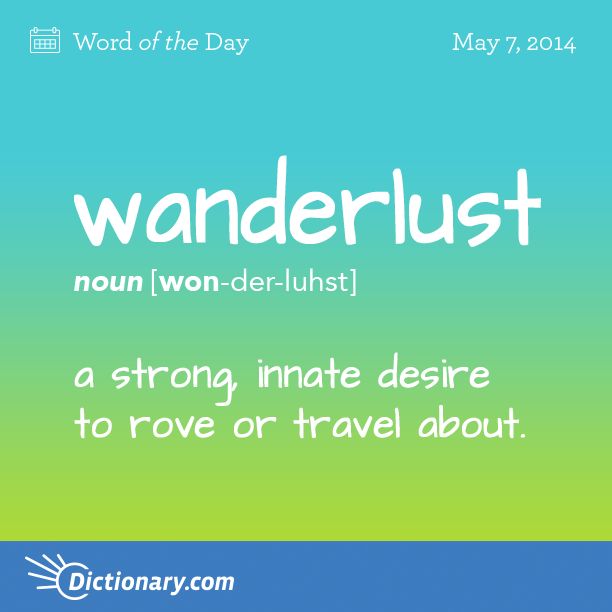 Word of the Day
May 7, 2014
wanderlust
noun [won-der-luhst]
a strong, innate desire
to rove or travel about.
Dictionary.com